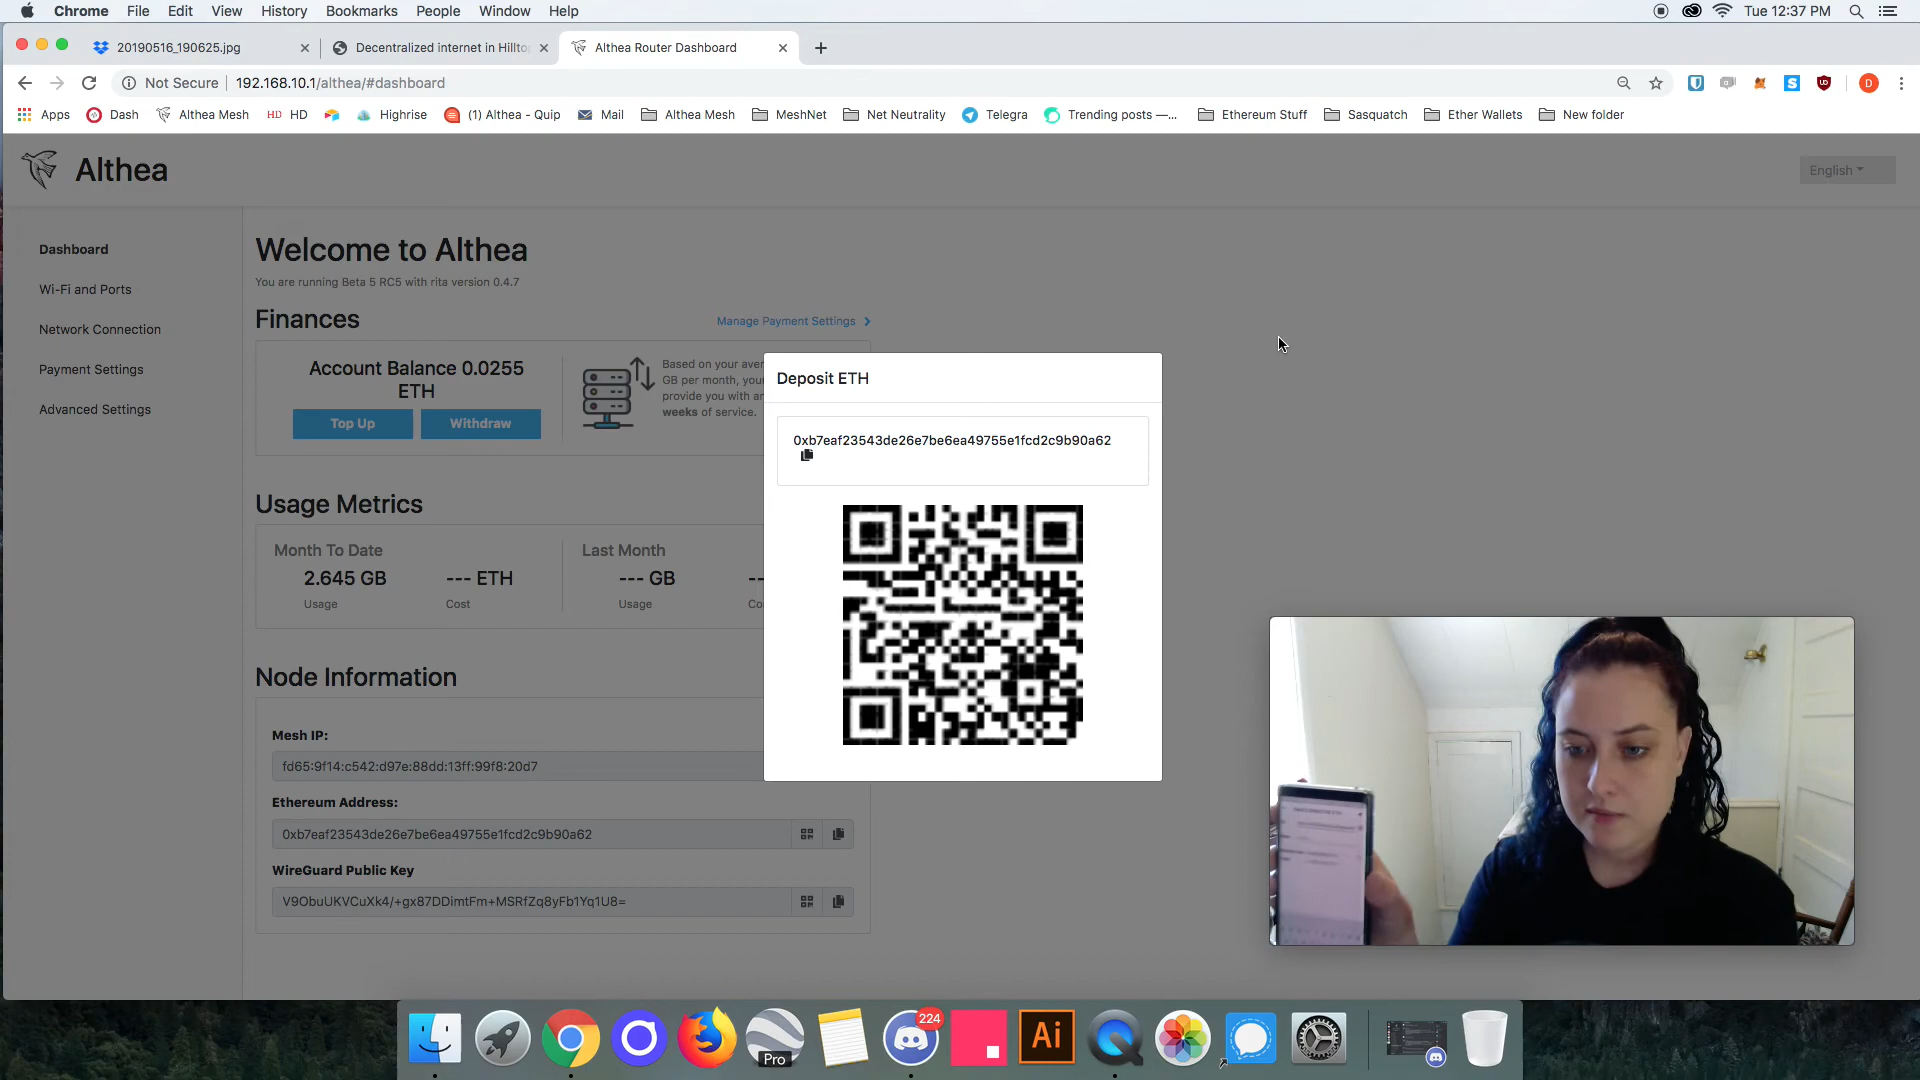 Chrome File Edit View History Bookmarks People Window Help
Tue 12:37 PM
20190516_190625.jpg
Decentralized internet in Hillto
Althea Router Dashboard
Not Secure 192.168.10.1/althea/#dashboard
D
Apps Dash Althea Mesh HD HD Highrise (1) Althea - Quip Mail Althea Mesh MeshNet Net Neutrality Telegra Trending posts —... Ethereum Stuff Sasquatch Ether Wallets New folder
Althea
English
Dashboard
Wi-Fi and Ports
Network Connection
Payment Settings
Advanced Settings
Welcome to Althea
You are running Beta 5 RC5 with rita version 0.4.7
Finances
Manage Payment Settings
Account Balance 0.0255
ETH
Top Up
Withdraw
Based on your aver
GB per month, your
provide you with an
weeks of service.
Usage Metrics
Month To Date
2.645 GB
Usage
--- ETH
Cost
Last Month
--- GB
Usage
--
Co
Node Information
Mesh IP:
fd65:9f14:c542:d97e:88dd:13ff:99f8:20d7
Ethereum Address:
0xb7eaf23543de26e7be6ea49755e1fcd2c9b90a62
WireGuard Public Key
V9ObuUKVCuXk4/+gx87DDimtFm+MSRfZq8yFb1Yq1U8=
Deposit ETH
0xb7eaf23543de26e7be6ea49755e1fcd2c9b90a62
Pro
224
Ai